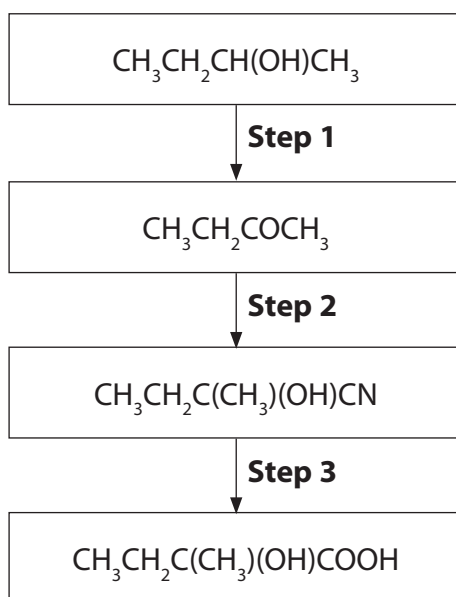 CH₃CH₂CH(OH)CH₃
Step 1
CH₃CH₂COCH₃
Step 2
CH₃CH₂C(CH₃)(OH)CN
Step 3
CH₃CH₂C(CH₃)(OH)COOH